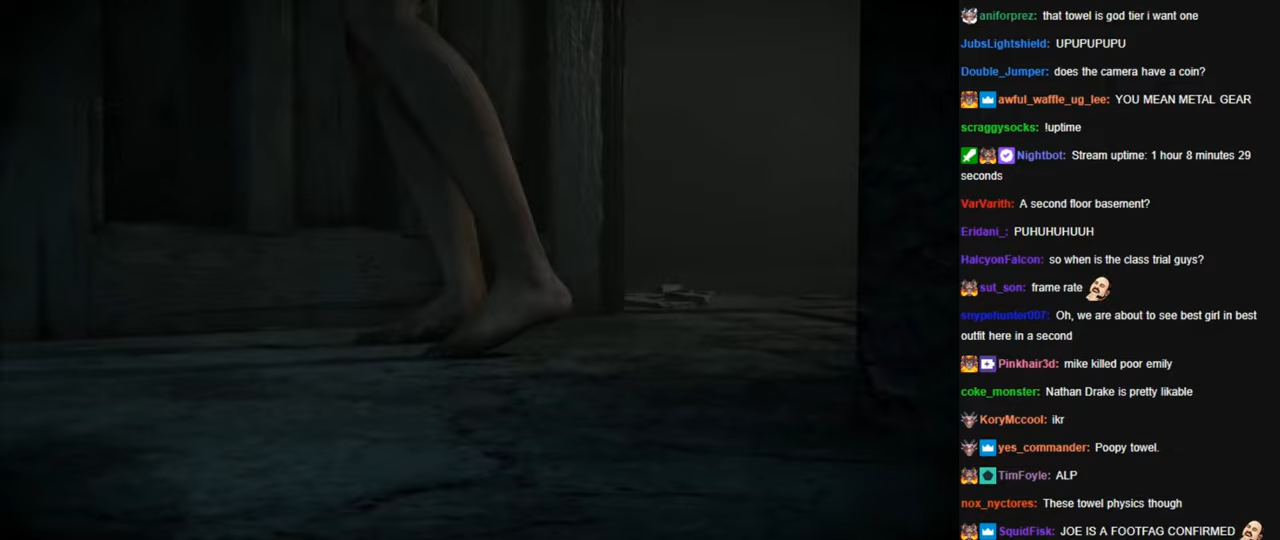 aniforprez: that towel is god tier i want one
JubsLightshield: UPUPUPUPU
Double_Jumper: does the camera have a coin?
awful_waffle_ug_lee: YOU MEAN METAL GEAR
scraggysocks: !uptime
Nightbot: Stream uptime: 1 hour 8 minutes 29
seconds
VarVarith: A second floor basement?
Eridani_: PUHUHUHUUH
HalcyonFalcon: so when is the class trial guys?
sut_son: frame rate
snypehunter007: Oh, we are about to see best girl in best
outfit here in a second
Pinkhair3d: mike killed poor emily
coke_monster: Nathan Drake is pretty likable
KoryMccool: ikr
yes_commander: Poopy towel.
TimFoyle: ALP
nox_nyctores: These towel physics though
SquidFisk: JOE IS A FOOTFAG CONFIRMED